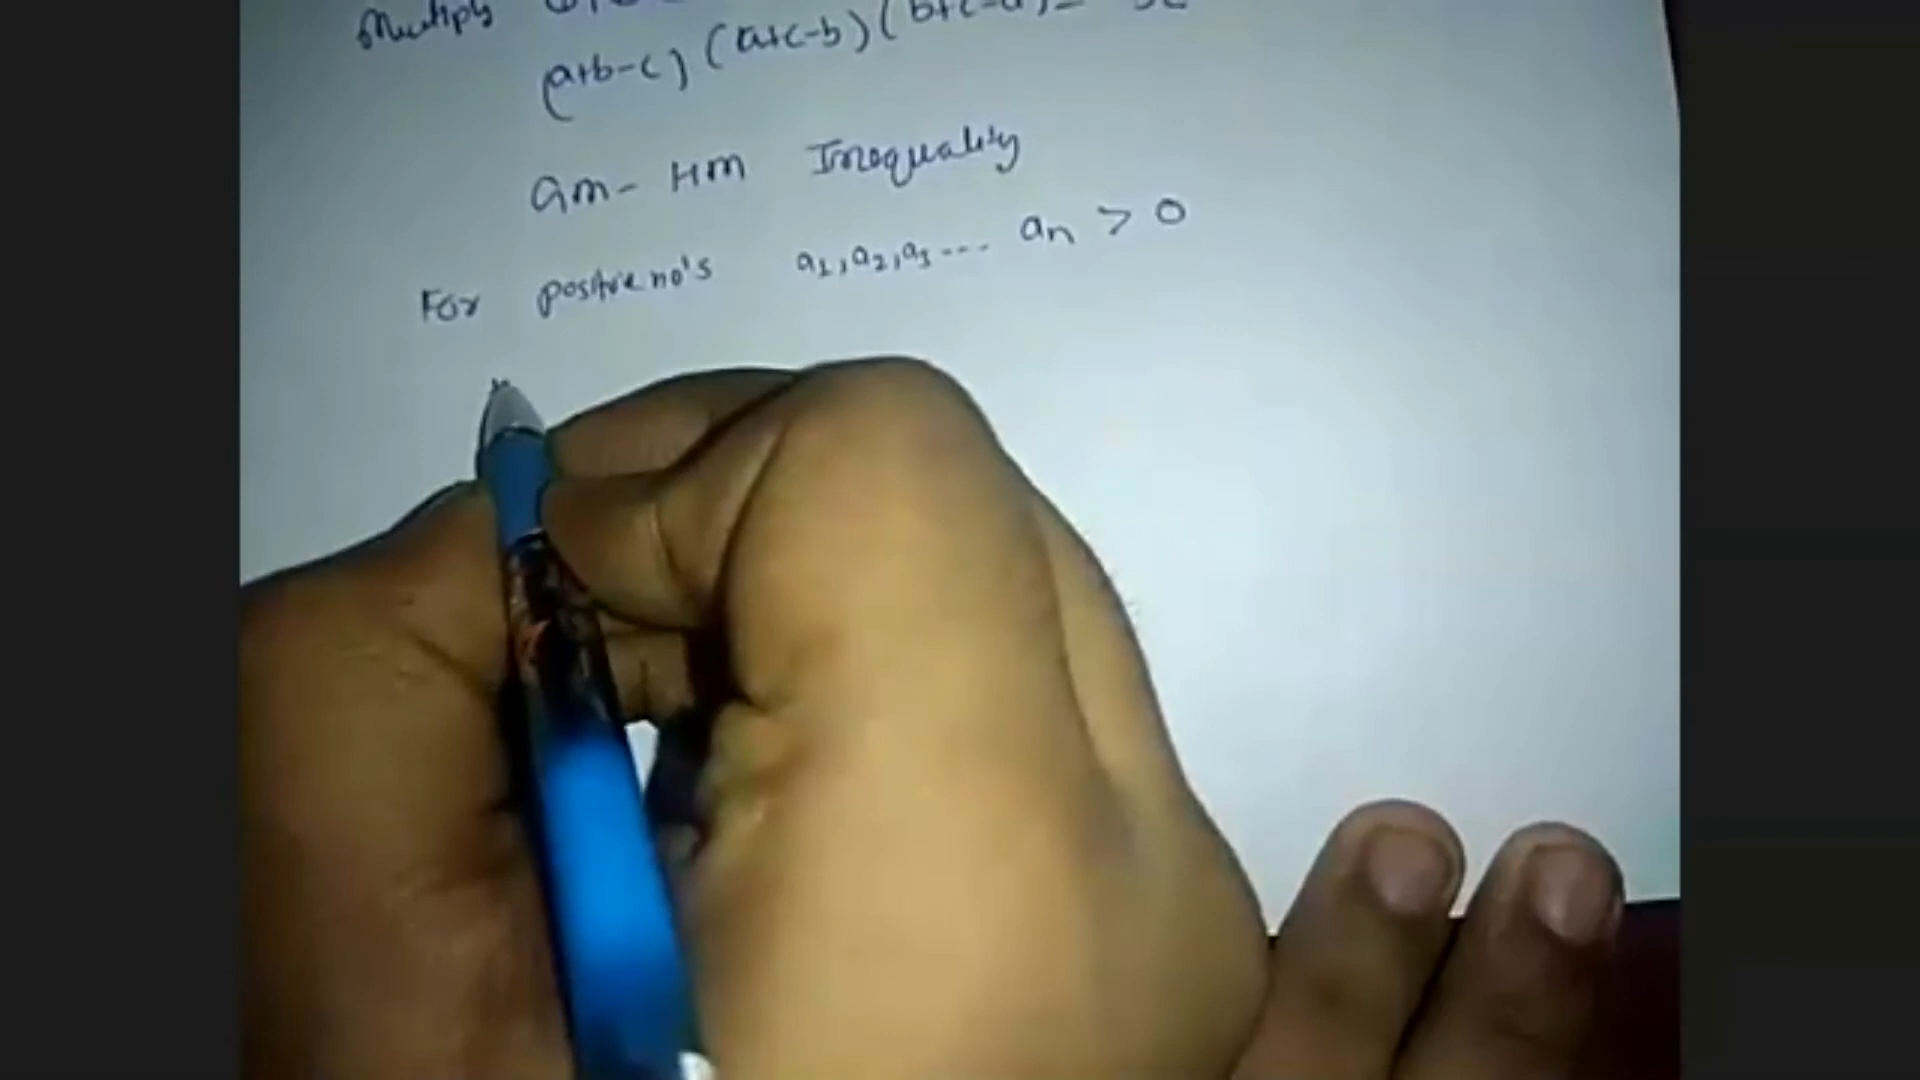 Multiply
(a+b-c) (a+c-b) (b+c-a)
am- HM Inequality
For positive no's a1, a2, a3 --- an > 0